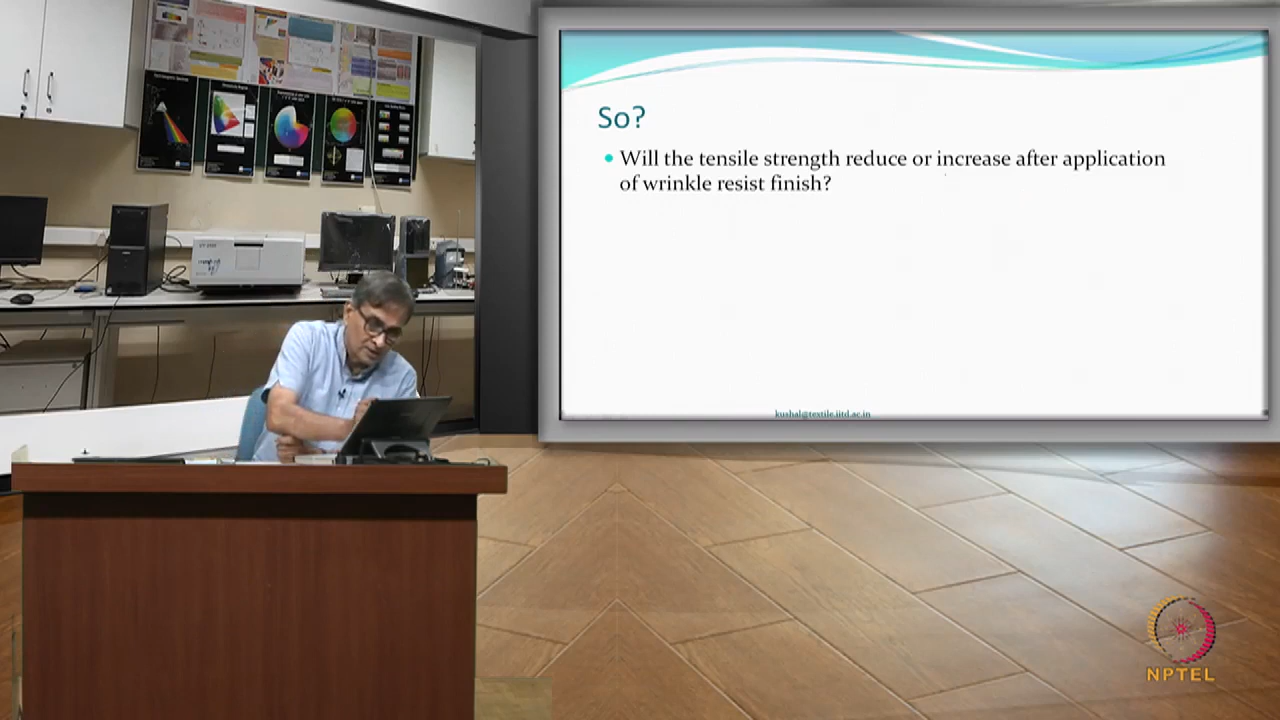 So?
Will the tensile strength reduce or increase after application
of wrinkle resist finish?
kushal@textile.iitd.ac.in
NPTEL